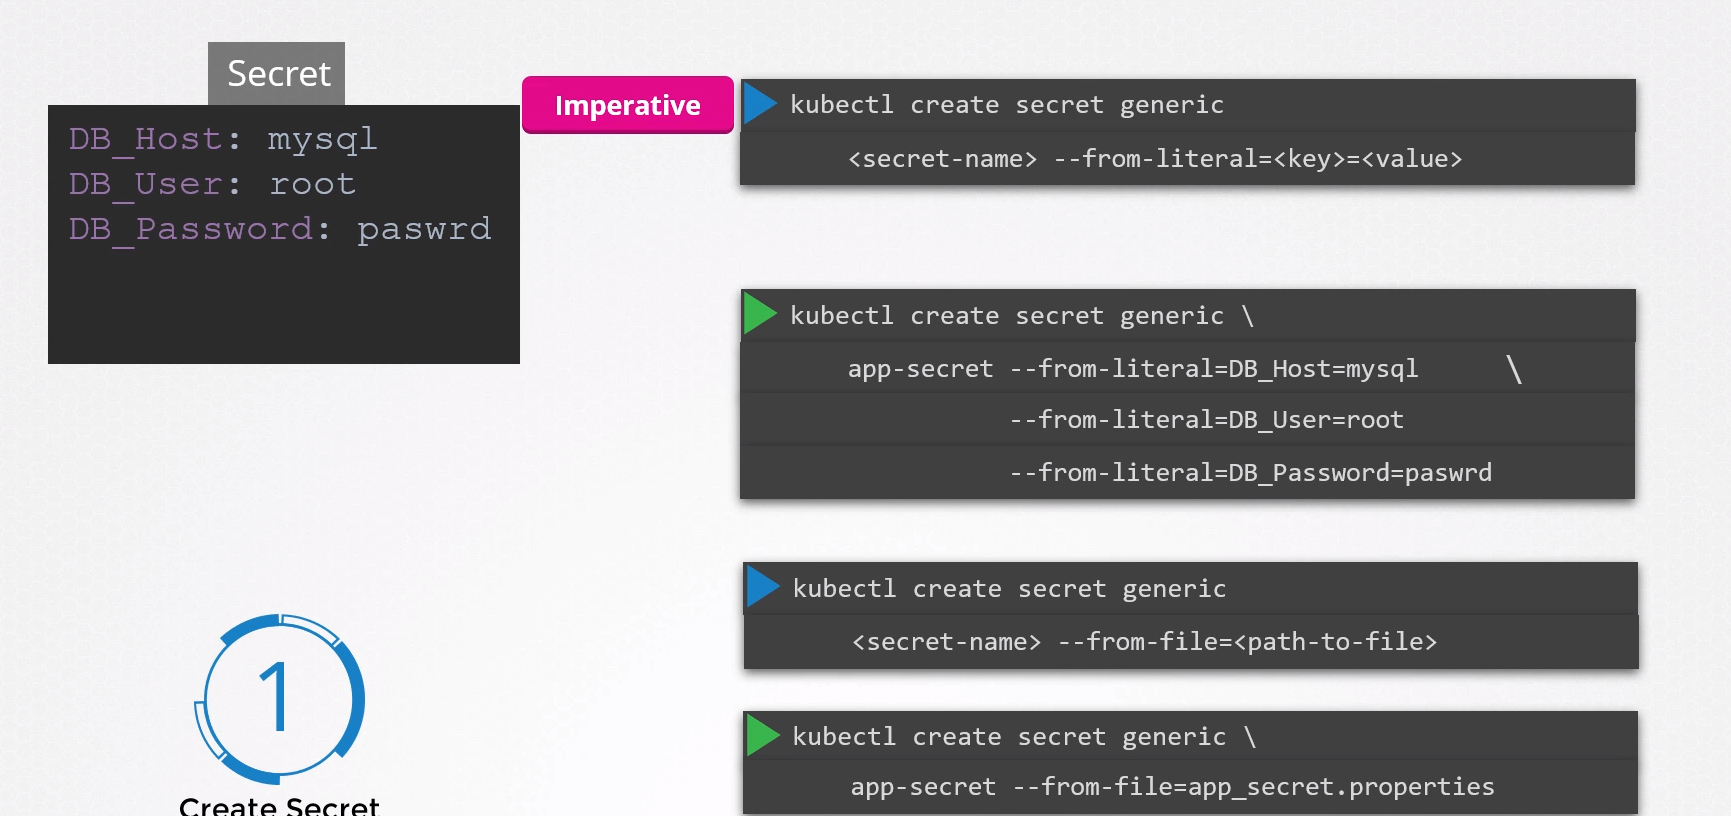 Secret
DB_Host: mysql
DB_User: root
DB_Password: paswrd
Imperative
kubectl create secret generic
<secret-name> --from-literal=<key>=<value>
kubectl create secret generic \
app-secret --from-literal=DB_Host=mysql \
--from-literal=DB_User=root
--from-literal=DB_Password=paswrd
kubectl create secret generic
<secret-name> --from-file=<path-to-file>
kubectl create secret generic \
app-secret --from-file=app_secret.properties
1
Create Secret